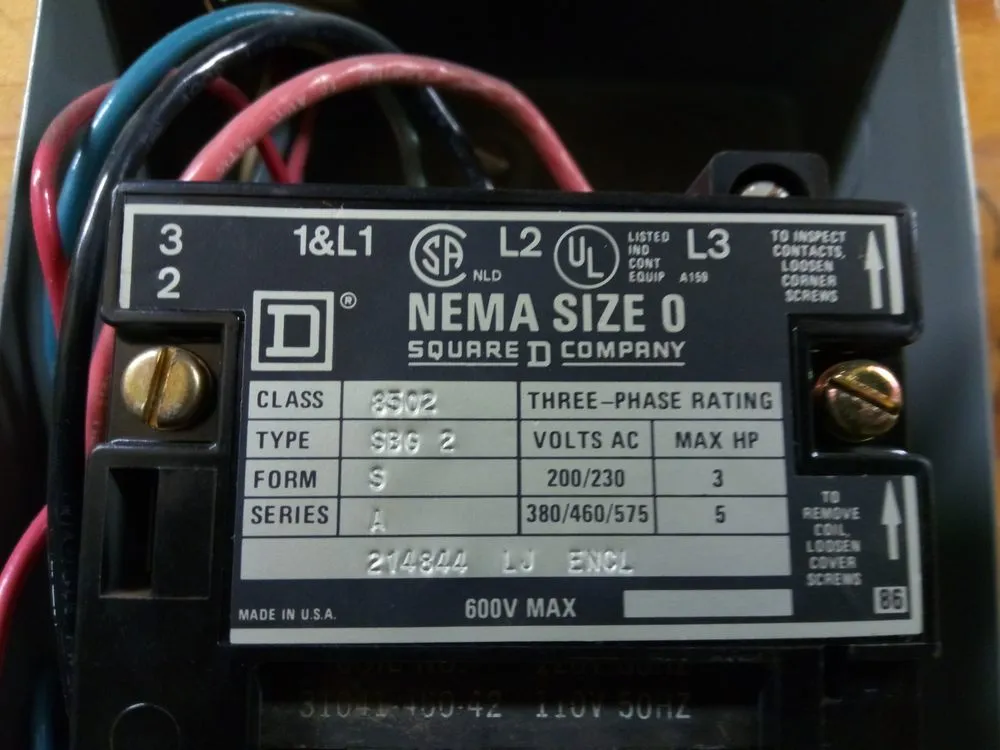 3 1&L1 SA NLD L2 UL LISTED IND CONT EQUIP A159 L3 TO INSPECT CONTACTS, LOOSEN CORNER SCREWS
2
D ®
NEMA SIZE 0
SQUARE D COMPANY
CLASS 8502 THREE-PHASE RATING
TYPE SBG 2 VOLTS AC MAX HP
FORM S 200/230 3
SERIES A 380/460/575 5
214844 LJ ENCL
TO REMOVE COIL, LOOSEN COVER SCREWS
MADE IN U.S.A. 600V MAX 86
31041-400-42 110V 50HZ